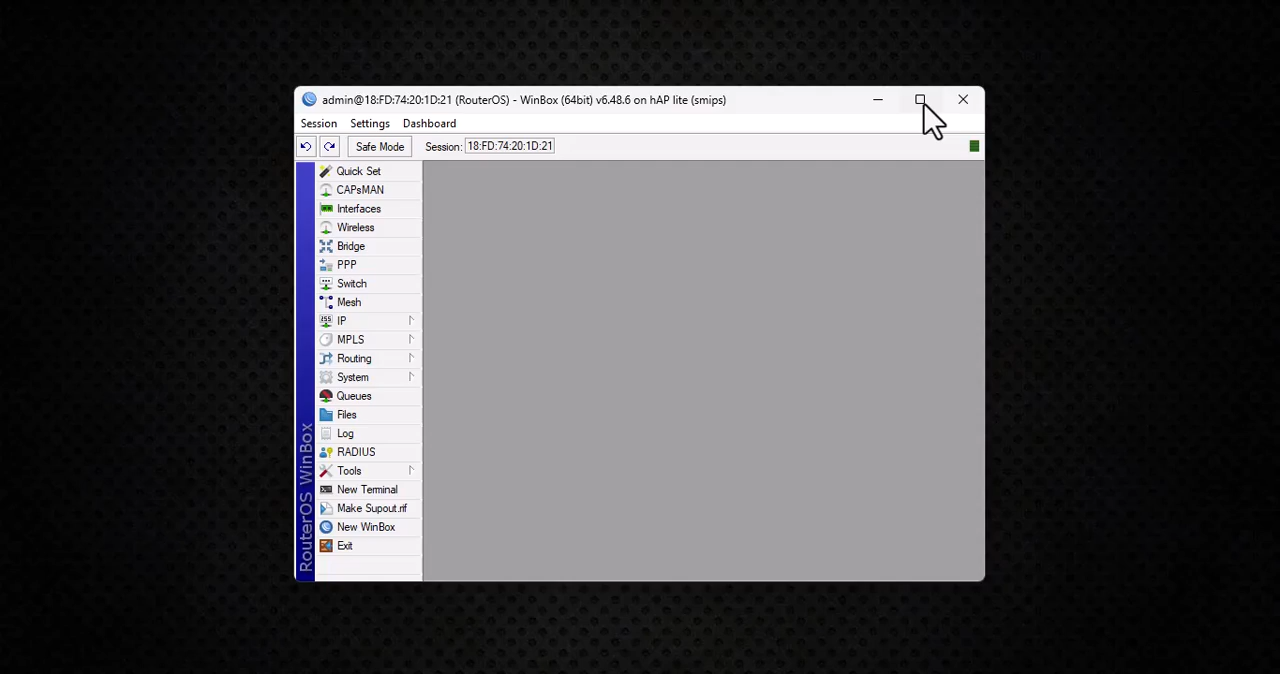 admin@18:FD:74:20:1D:21 (RouterOS) - WinBox (64bit) v6.48.6 on hAP lite (smips)
Session Settings Dashboard
Safe Mode Session: 18:FD:74:20:1D:21
Quick Set
CAPsMAN
Interfaces
Wireless
Bridge
PPP
Switch
Mesh
255 IP
MPLS
Routing
System
Queues
Files
Log
RADIUS
Tools
New Terminal
Make Supout.rif
New WinBox
Exit
RouterOS WinBox